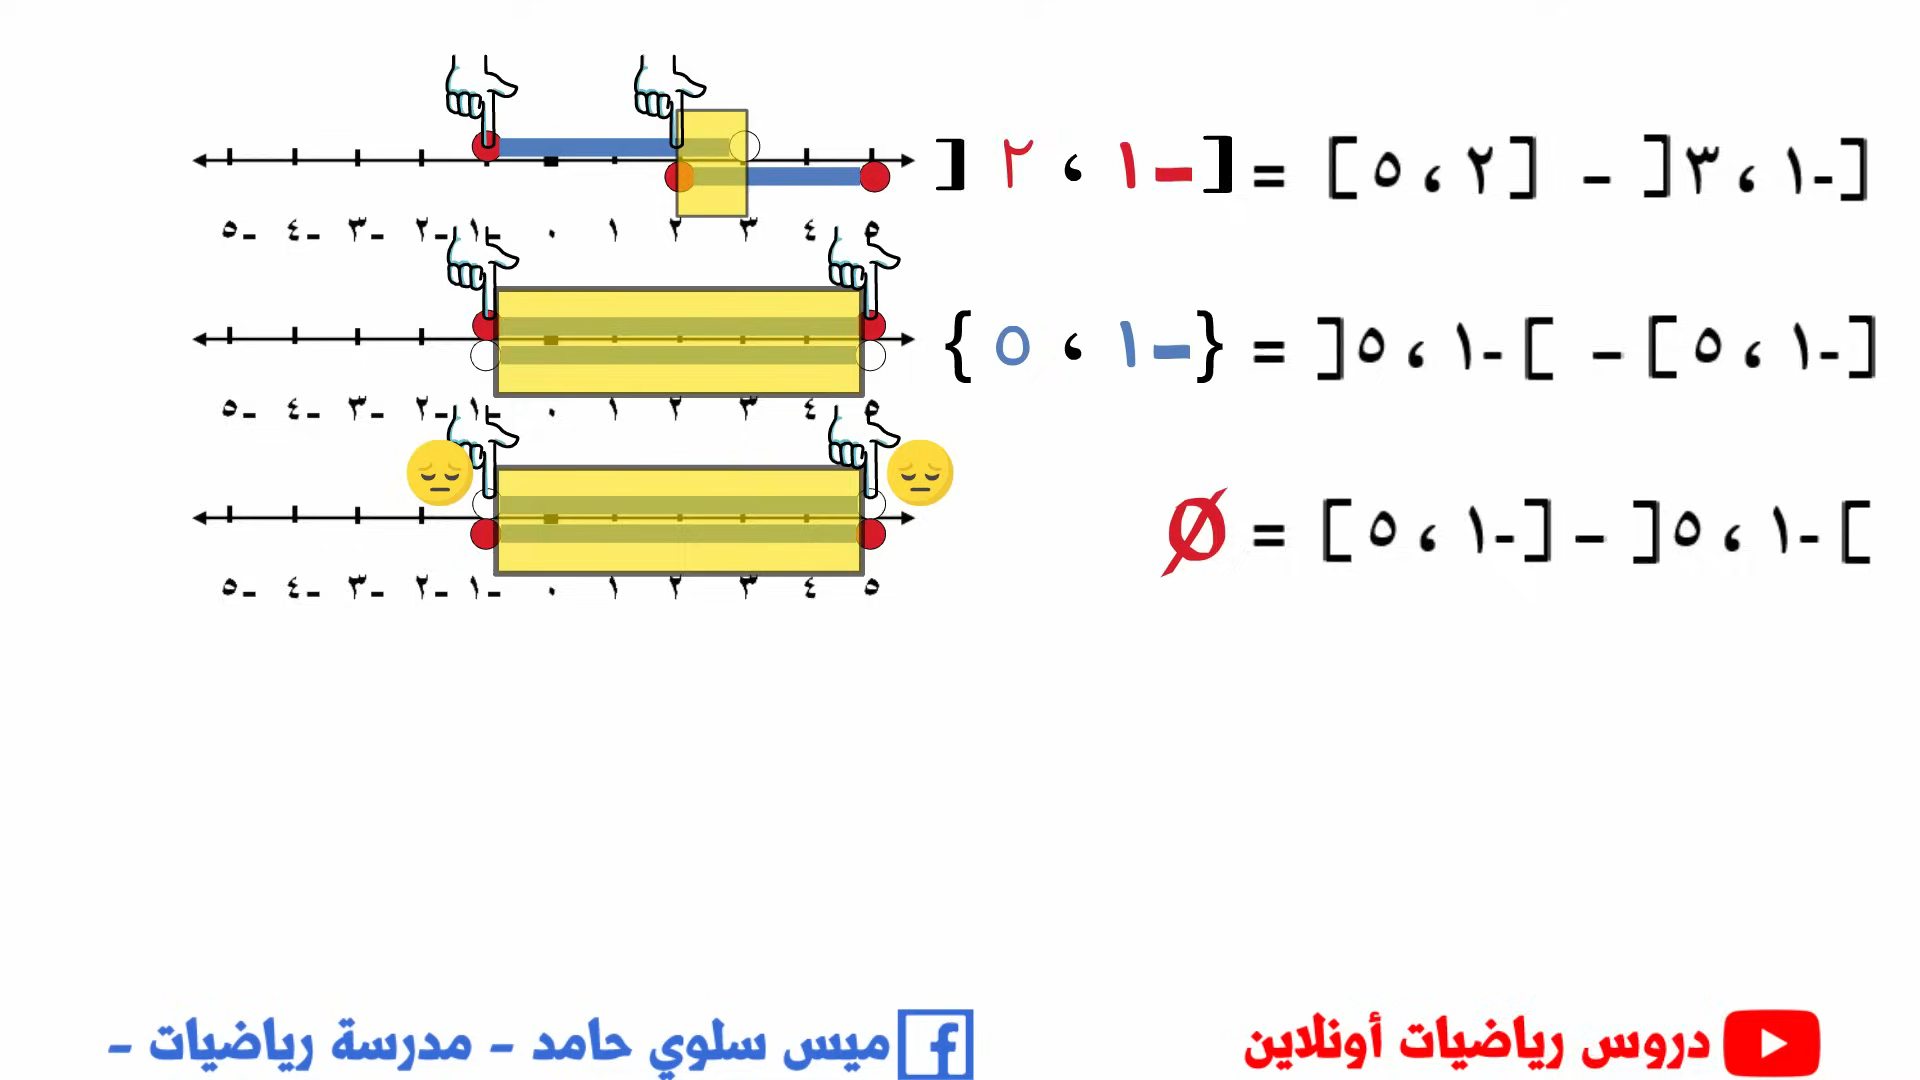 [-١ ، ٣[ - [٢ ، ٥] = [-١ ، ٢[
-٥ -٤ -٣ -٢ -١ ٠ ١ ٢ ٣ ٤ ٥
[-١ ، ٥] - ]-١ ، ٥[ = {-١ ، ٥}
-٥ -٤ -٣ -٢ -١ ٠ ١ ٢ ٣ ٤ ٥
]-١ ، ٥[ - [-١ ، ٥] = Ø
-٥ -٤ -٣ -٢ -١ ٠ ١ ٢ ٣ ٤ ٥
دروس رياضيات أونلاين
ميس سلوي حامد - مدرسة رياضيات -